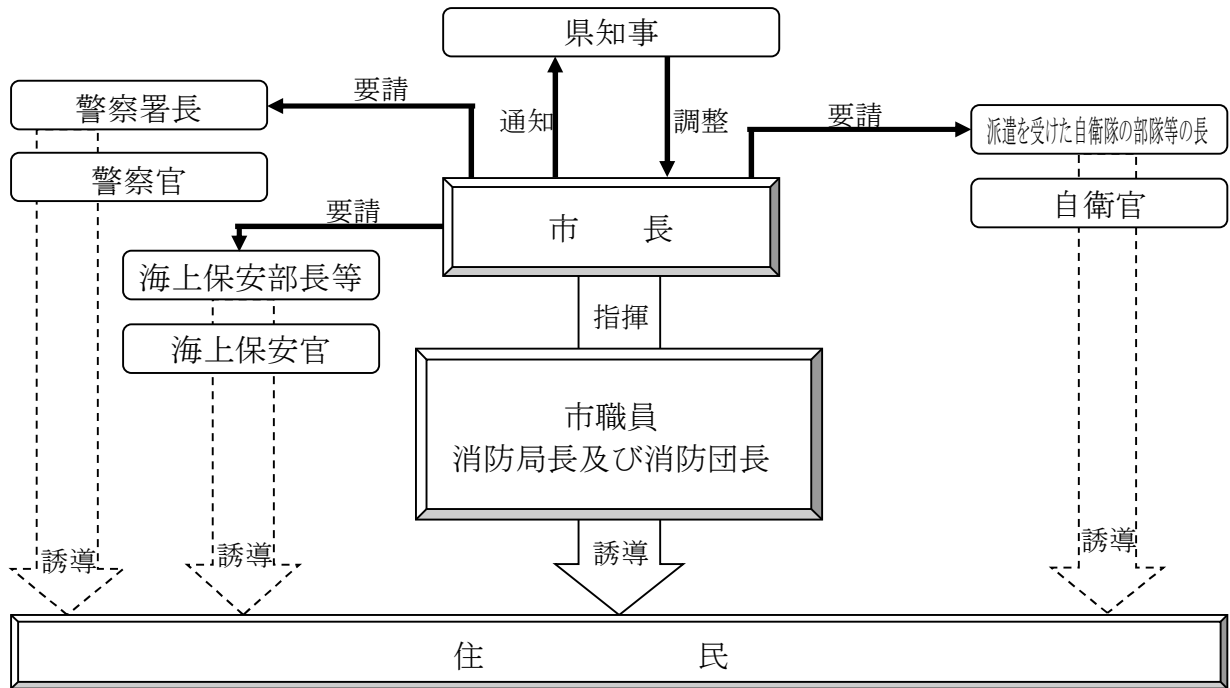 県知事
警察署長
要請
通知
調整
要請
派遣を受けた自衛隊の部隊等の長
警察官
自衛官
要請
市 長
海上保安部長等
指揮
海上保安官
市職員
消防局長及び消防団長
誘導
誘導
誘導
誘導
住 民